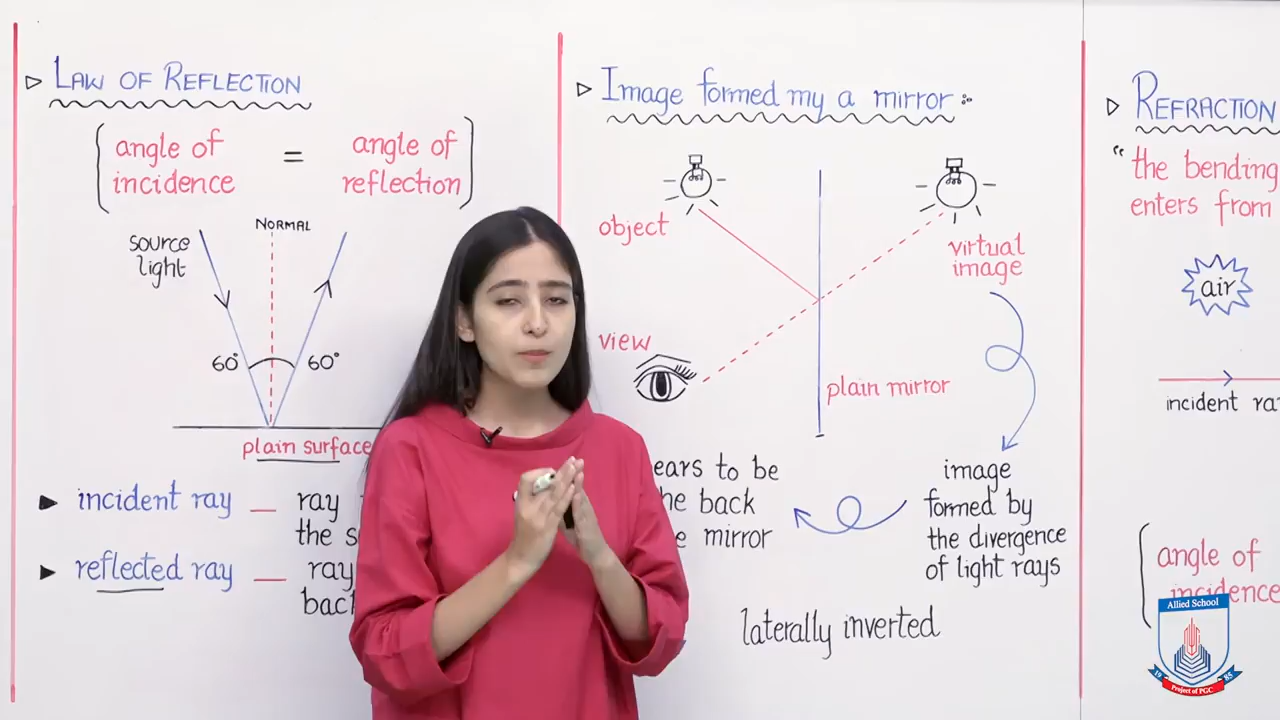 ▷ LAW OF REFLECTION
angle of incidence = angle of reflection
NORMAL
source
light
60° 60°
plain surface
▶ incident ray — ray
the
▶ reflected ray — ray
back
▷ Image formed my a mirror :-
object
virtual
image
view
plain mirror
ears to be
back
mirror
image
formed by
the divergence
of light rays
laterally inverted
▷ REFRACTION
“the bending
enters from
air
incident
angle of
incidence
Allied School
19 85
Project of PGC